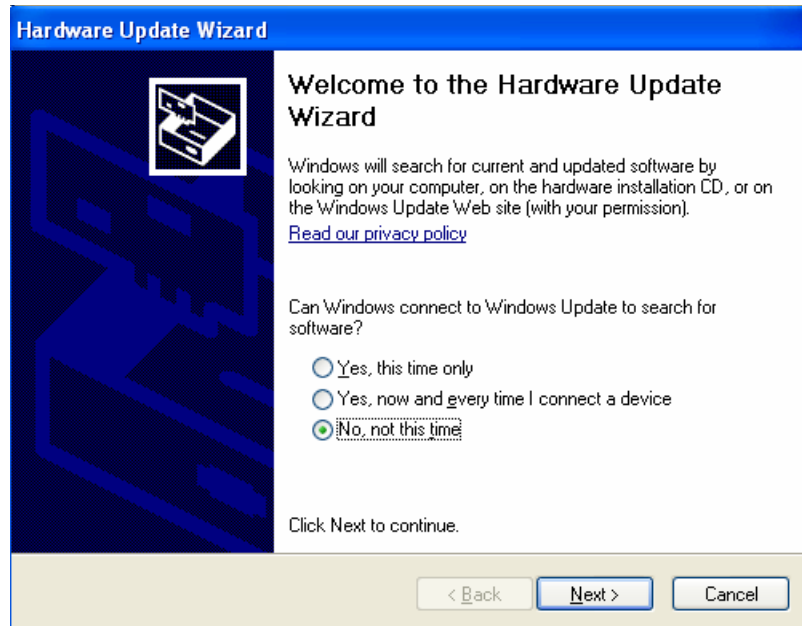 Hardware Update Wizard
Welcome to the Hardware Update
Wizard
Windows will search for current and updated software by
looking on your computer, on the hardware installation CD, or on
the Windows Update Web site (with your permission).
Read our privacy policy
Can Windows connect to Windows Update to search for
software?
Yes, this time only
Yes, now and every time I connect a device
No, not this time
Click Next to continue.
< Back Next > Cancel